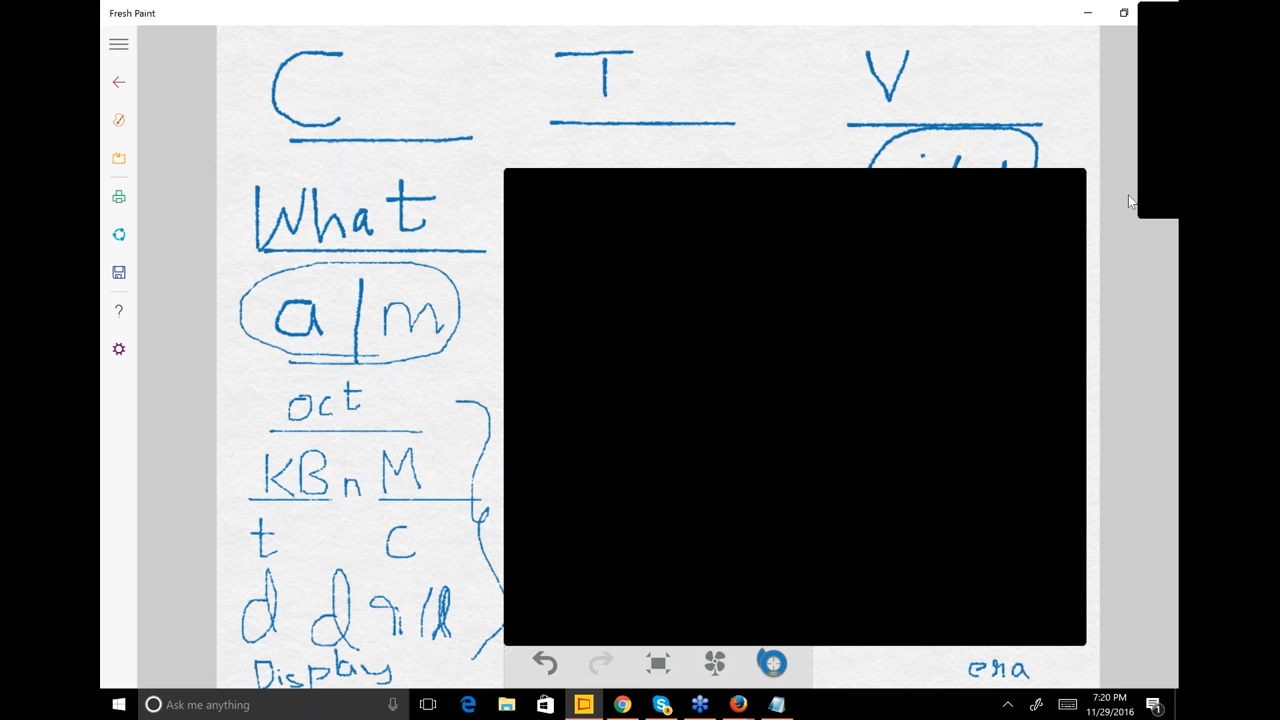 Fresh Paint
C T V
What
a | m
oct
KB n M
t c
d d
Display
era
Ask me anything
7:20 PM
11/29/2016